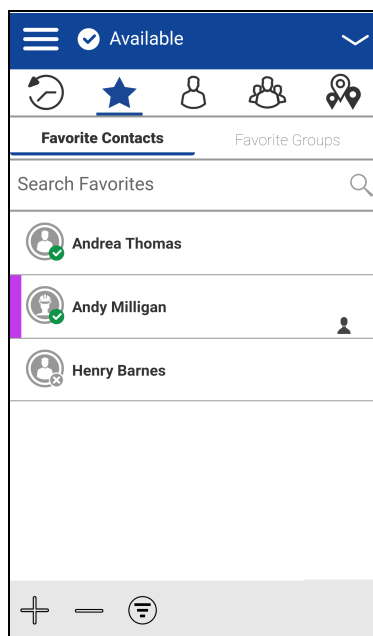 Available
Favorite Contacts
Favorite Groups
Search Favorites
Andrea Thomas
Andy Milligan
Henry Barnes